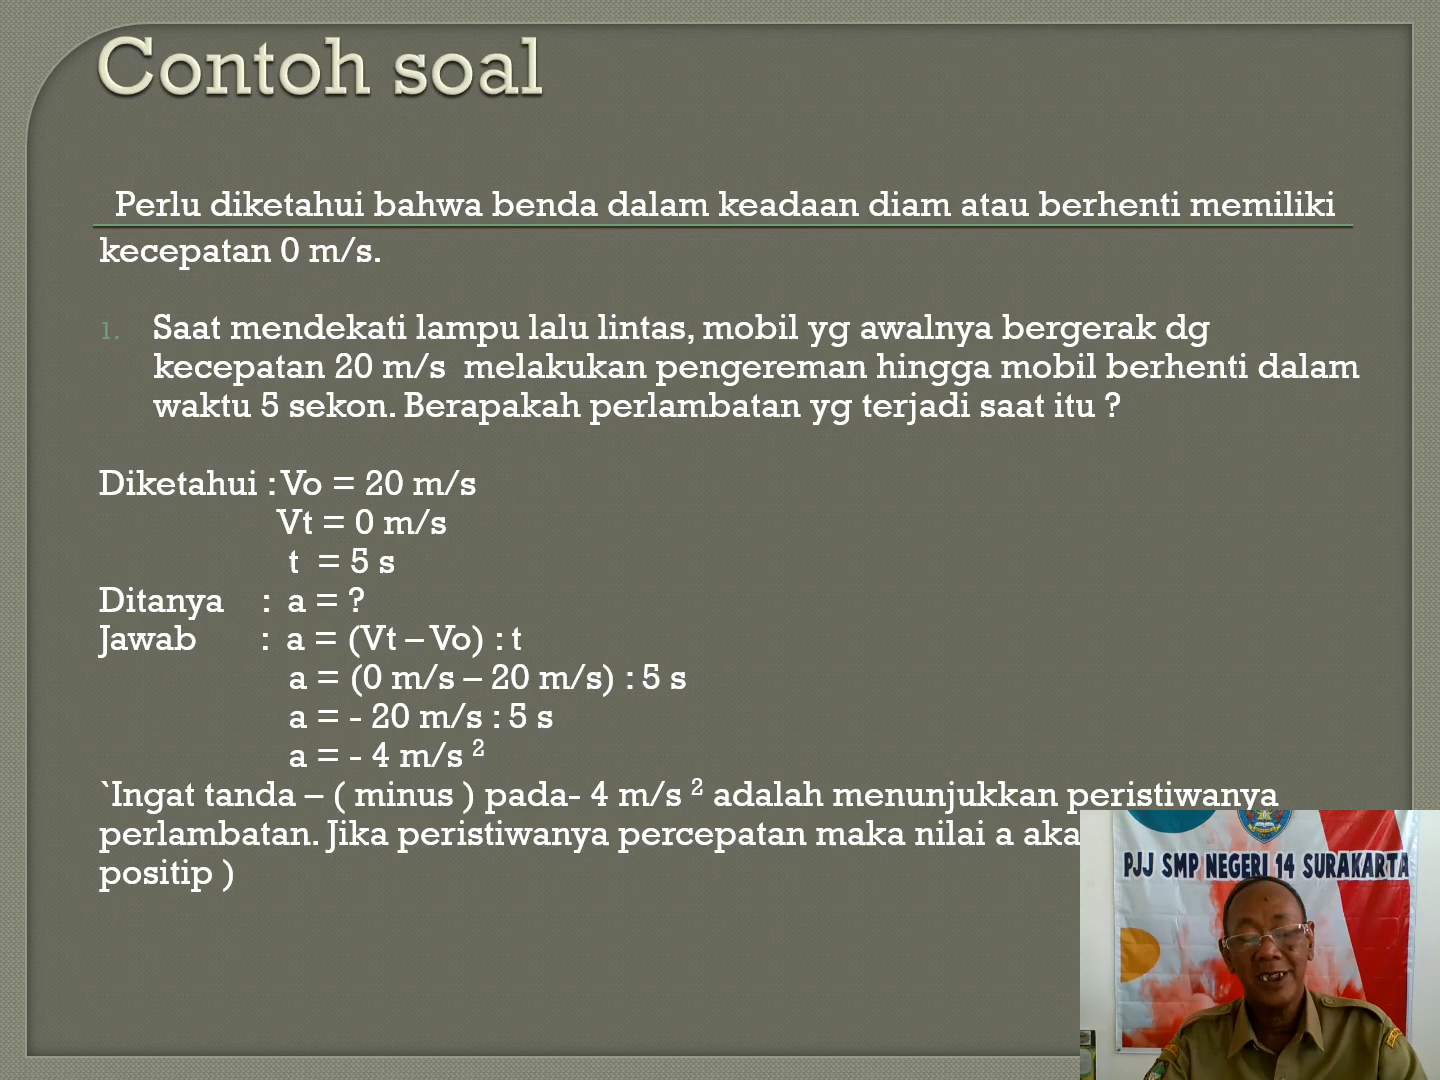 Contoh soal
Perlu diketahui bahwa benda dalam keadaan diam atau berhenti memiliki
kecepatan 0 m/s.
1. Saat mendekati lampu lalu lintas, mobil yg awalnya bergerak dg
kecepatan 20 m/s melakukan pengereman hingga mobil berhenti dalam
waktu 5 sekon. Berapakah perlambatan yg terjadi saat itu ?
Diketahui : Vo = 20 m/s
Vt = 0 m/s
t = 5 s
Ditanya : a = ?
Jawab : a = (Vt – Vo) : t
a = (0 m/s – 20 m/s) : 5 s
a = - 20 m/s : 5 s
a = - 4 m/s ²
`Ingat tanda – ( minus ) pada- 4 m/s ² adalah menunjukkan peristiwanya
perlambatan. Jika peristiwanya percepatan maka nilai a aka
positip )
PJJ SMP NEGERI 14 SURAKARTA